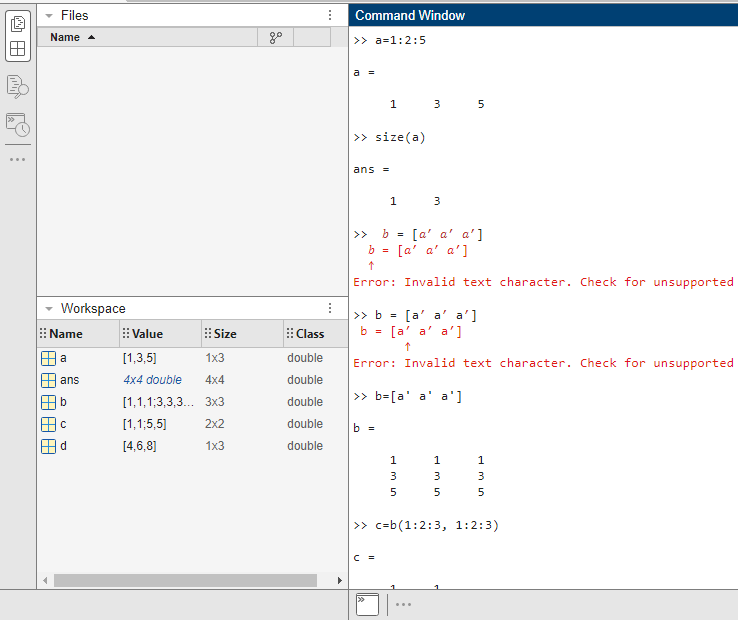 Files
Name
Workspace
Name Value Size Class
a [1,3,5] 1x3 double
ans 4x4 double 4x4 double
b [1,1,1;3,3,3... 3x3 double
c [1,1;5,5] 2x2 double
d [4,6,8] 1x3 double
Command Window
>> a=1:2:5
a =
1 3 5
>> size(a)
ans =
1 3
>> 𝑏 = [𝑎′ 𝑎′ 𝑎′]
𝑏 = [𝑎′ 𝑎′ 𝑎′]
↑
Error: Invalid text character. Check for unsupported
>> b = [a′ a′ a′]
b = [a′ a′ a′]
↑
Error: Invalid text character. Check for unsupported
>> b=[a' a' a']
b =
1 1 1
3 3 3
5 5 5
>> c=b(1:2:3, 1:2:3)
c =
1 1